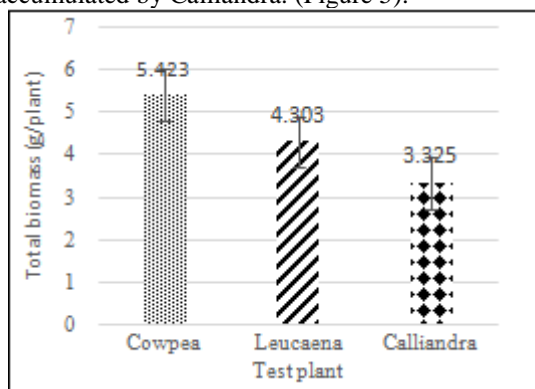 accumulated by Calliandra. (Figure 3).
7
6
5
4
3
2
1
0
Total biomass (g/plant)
5.423
4.303
3.325
Cowpea Leucaena Calliandra
Test plant